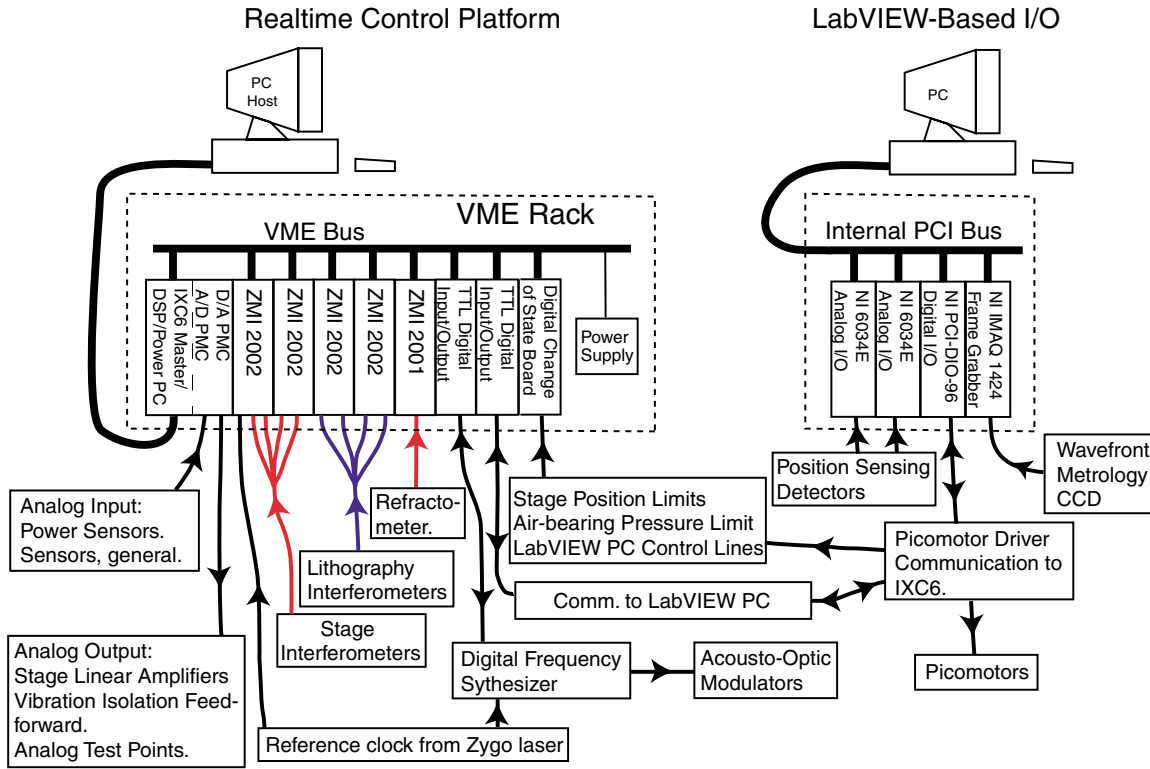 Realtime Control Platform
LabVIEW-Based I/O
PC
Host
PC
VME Rack
VME Bus
Internal PCI Bus
IXC6 Master/
DSP/Power PC
A/D PMC
D/A PMC
ZMI 2002
ZMI 2002
ZMI 2002
ZMI 2002
ZMI 2001
TTL Digital
Input/Output
TTL Digital
Input/Output
Digital Change
of State Board
Power
Supply
NI 6034E
Analog I/O
NI 6034E
Analog I/O
NI PCI-DIO-96
Digital I/O
NI IMAQ 1424
Frame Grabber
Analog Input:
Power Sensors.
Sensors, general.
Refracto-
meter.
Stage Position Limits
Air-bearing Pressure Limit
LabVIEW PC Control Lines
Position Sensing
Detectors
Wavefront
Metrology
CCD
Lithography
Interferometers
Picomotor Driver
Communication to
IXC6.
Comm. to LabVIEW PC
Stage
Interferometers
Analog Output:
Stage Linear Amplifiers
Vibration Isolation Feed-
forward.
Analog Test Points.
Digital Frequency
Sythesizer
Acousto-Optic
Modulators
Picomotors
Reference clock from Zygo laser